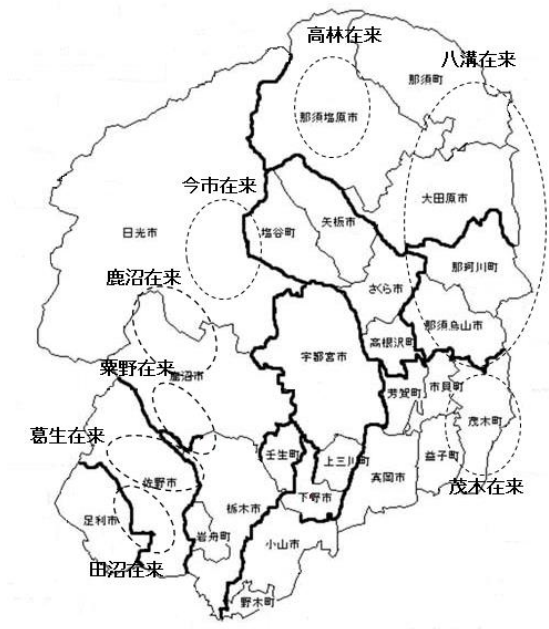 高林在来
八溝在来
那須町
那須塩原市
今市在来
大田原市
矢板市
塩谷町
日光市
那珂川町
鹿沼在来
さくら市
那須烏山市
高根沢町
宇都宮市
粟野在来
鹿沼市
芳賀町
市貝町
茂木町
葛生在来
壬生町
上三川町
益子町
佐野市
真岡市
茂木在来
下野市
栃木市
足利市
岩舟町
小山市
田沼在来
野木町